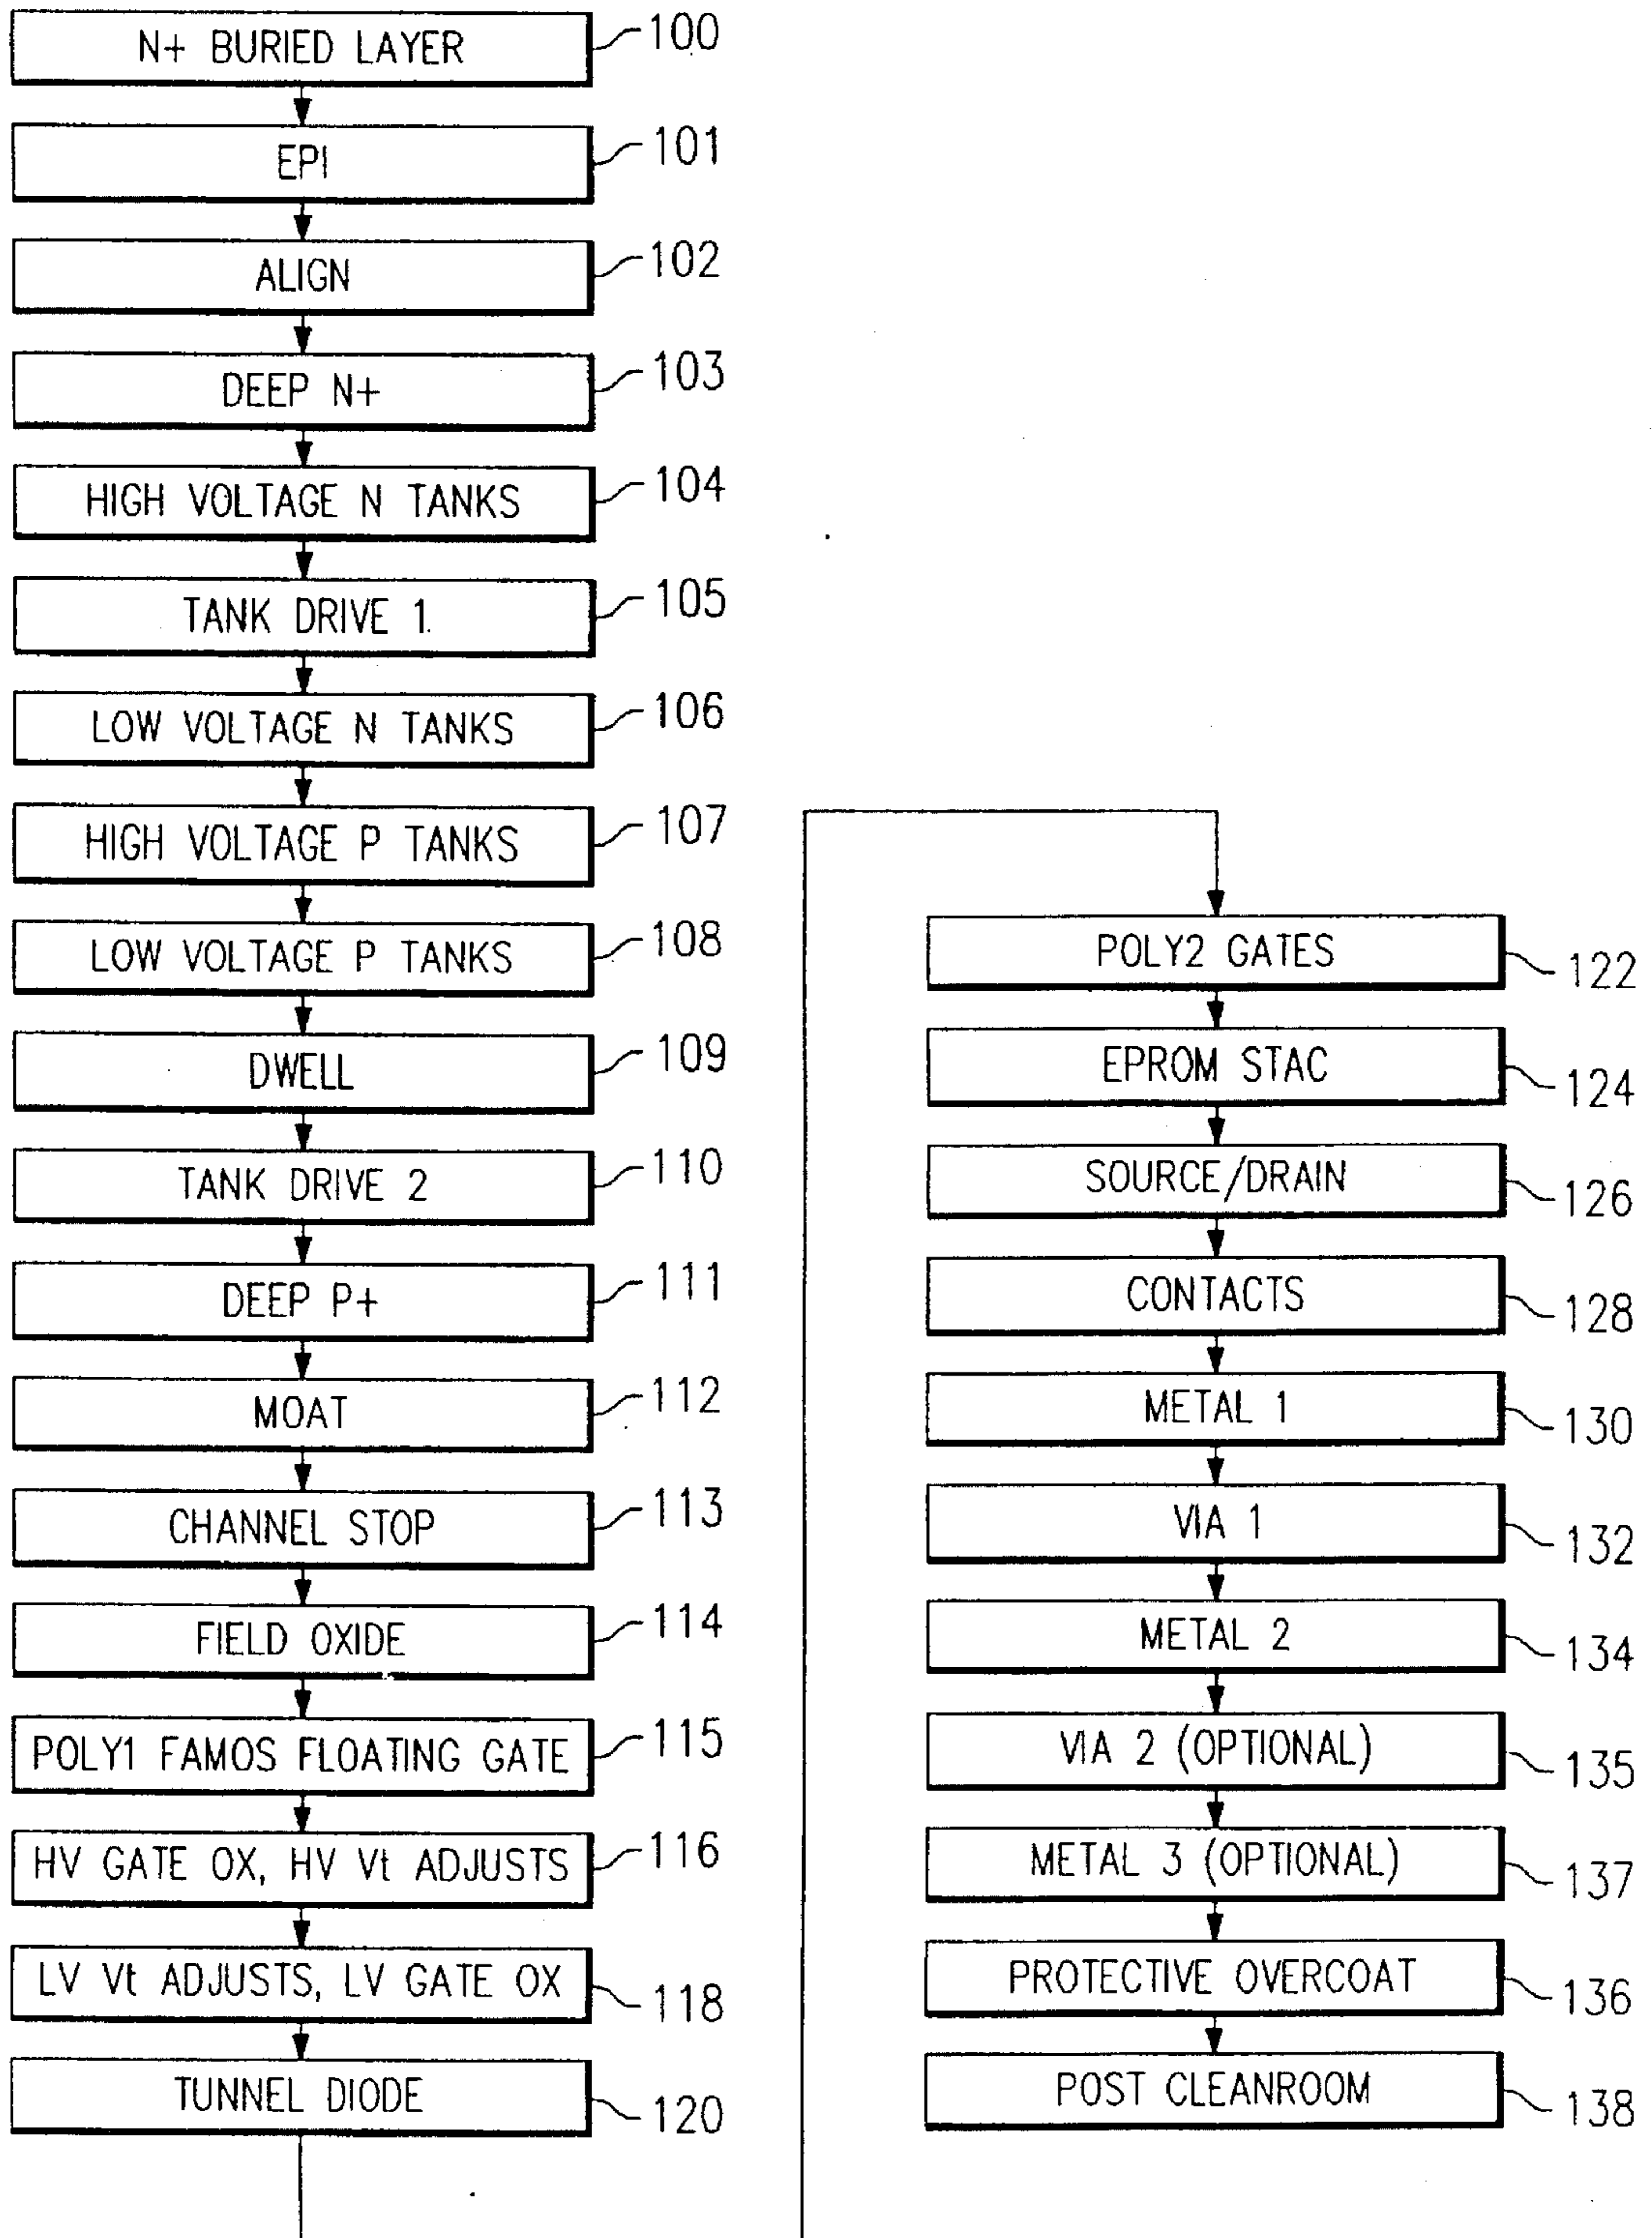 N+ BURIED LAYER 100
EPI 101
ALIGN 102
DEEP N+ 103
HIGH VOLTAGE N TANKS 104
TANK DRIVE 1 105
LOW VOLTAGE N TANKS 106
HIGH VOLTAGE P TANKS 107
LOW VOLTAGE P TANKS 108
DWELL 109
TANK DRIVE 2 110
DEEP P+ 111
MOAT 112
CHANNEL STOP 113
FIELD OXIDE 114
POLY1 FAMOS FLOATING GATE 115
HV GATE OX, HV Vt ADJUSTS 116
LV Vt ADJUSTS, LV GATE OX 118
TUNNEL DIODE 120
POLY2 GATES 122
EPROM STAC 124
SOURCE/DRAIN 126
CONTACTS 128
METAL 1 130
VIA 1 132
METAL 2 134
VIA 2 (OPTIONAL) 135
METAL 3 (OPTIONAL) 137
PROTECTIVE OVERCOAT 136
POST CLEANROOM 138